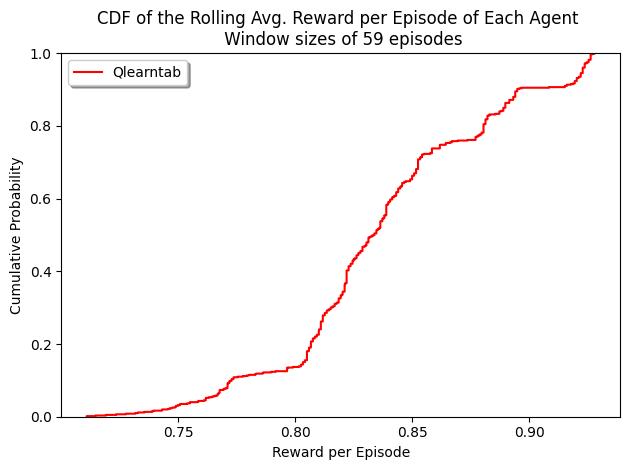 CDF of the Rolling Avg. Reward per Episode of Each Agent
Window sizes of 59 episodes
Qlearntab
Cumulative Probability
1.0
0.8
0.6
0.4
0.2
0.0
0.75 0.80 0.85 0.90
Reward per Episode